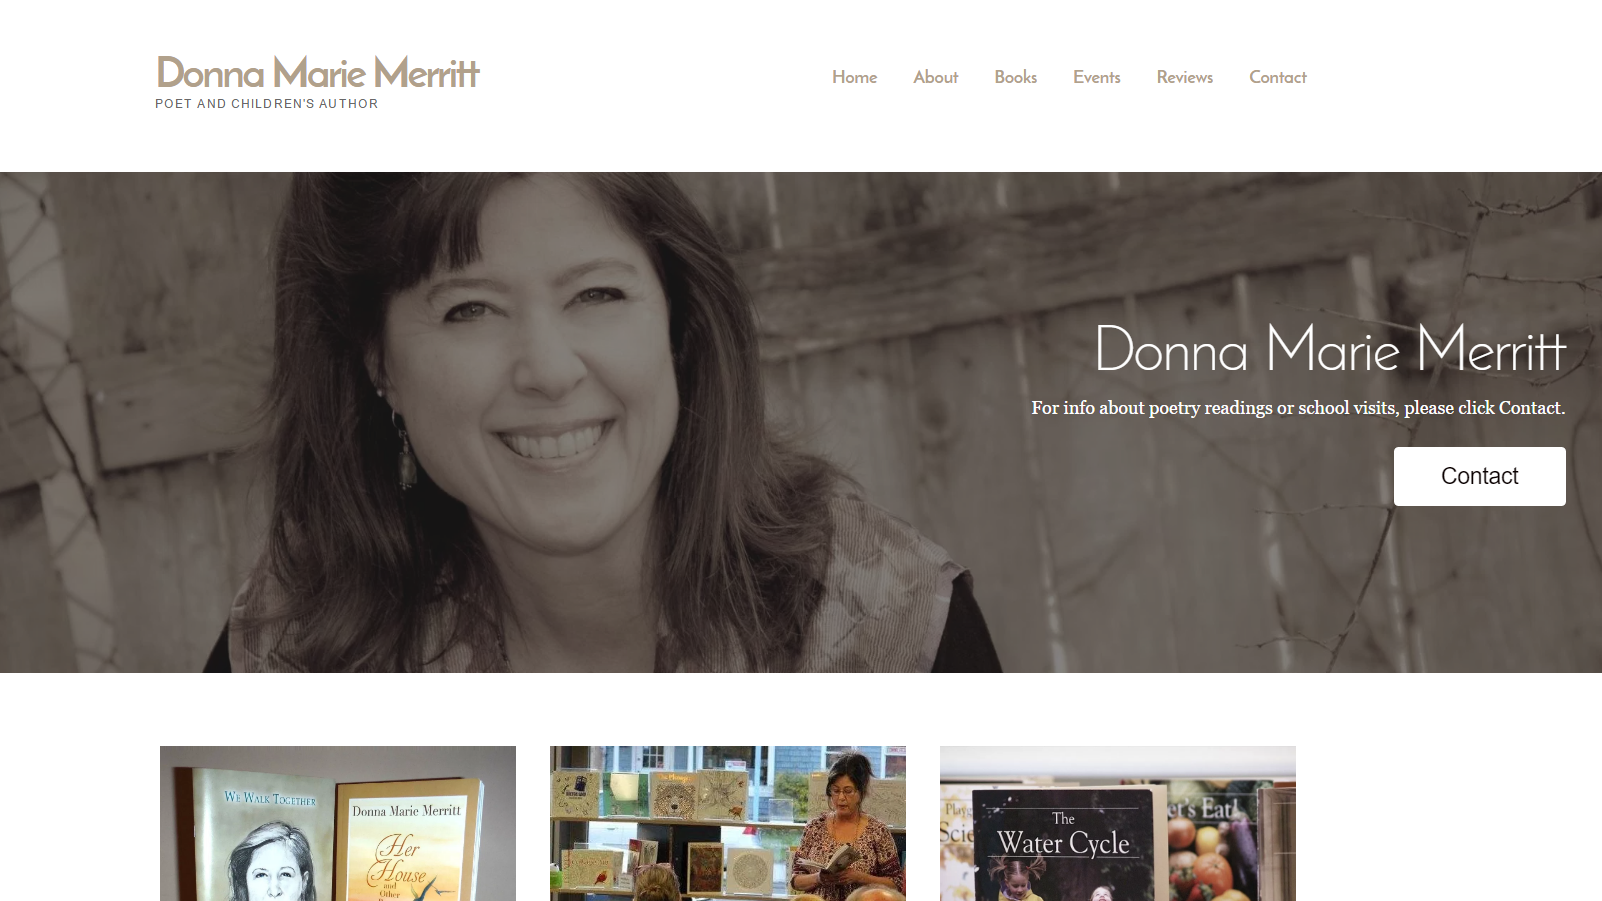 Donna Marie Merritt
POET AND CHILDREN'S AUTHOR
Home
About
Books
Events
Reviews
Contact
Donna Marie Merritt
For info about poetry readings or school visits, please click Contact.
Contact
WE WALK TOGETHER
Donna Marie Merritt
Her
House
and
Other
The
Water Cycle
et's Eat!